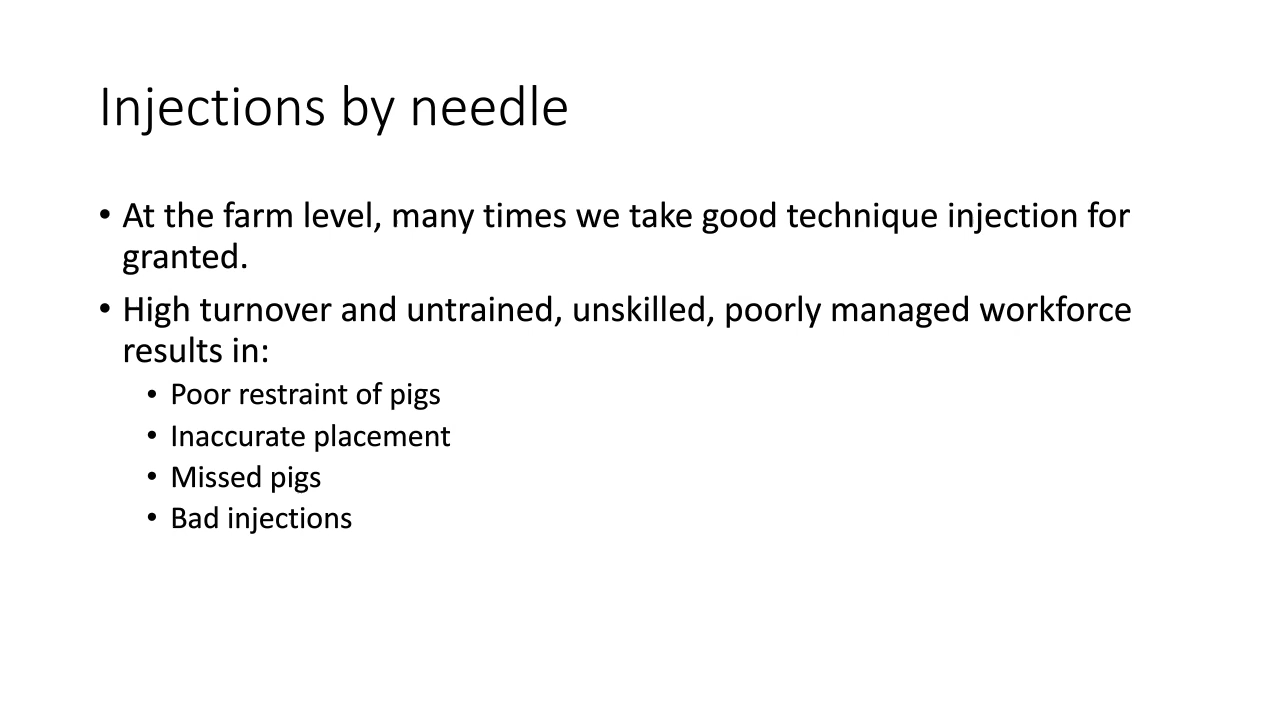 Injections by needle
• At the farm level, many times we take good technique injection for
granted.
• High turnover and untrained, unskilled, poorly managed workforce
results in:
• Poor restraint of pigs
• Inaccurate placement
• Missed pigs
• Bad injections